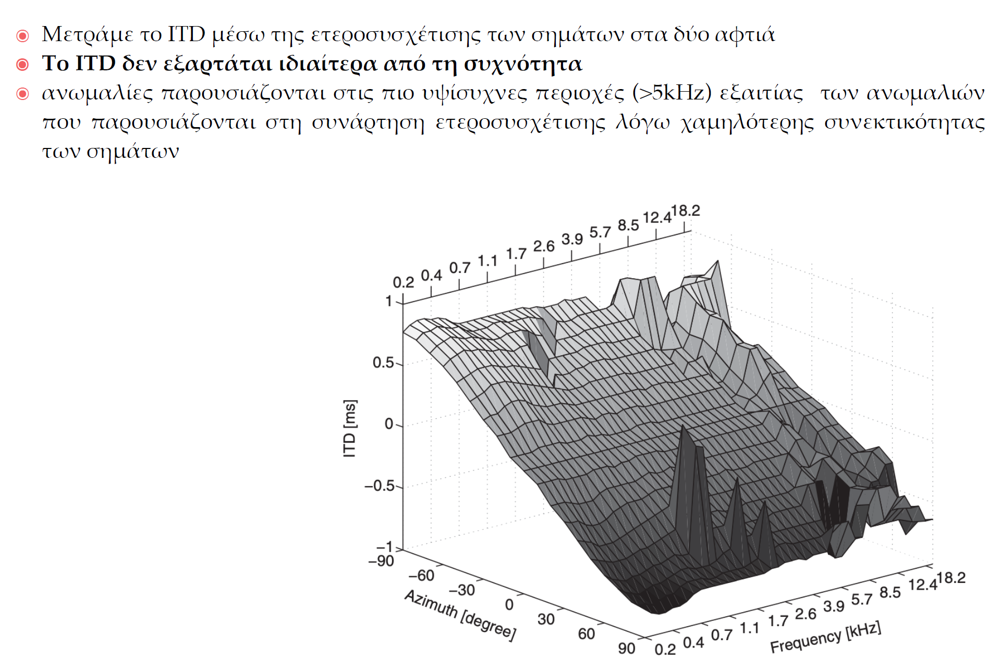 Μετράμε το ITD μέσω της ετεροσυσχέτισης των σημάτων στα δύο αφτιά
Το ITD δεν εξαρτάται ιδιαίτερα από τη συχνότητα
ανωμαλίες παρουσιάζονται στις πιο υψίσυχνες περιοχές (>5kHz) εξαιτίας των ανωμαλιών
που παρουσιάζονται στη συνάρτηση ετεροσυσχέτισης λόγω χαμηλότερης συνεκτικότητας
των σημάτων
0.2 0.4 0.7 1.1 1.7 2.6 3.9 5.7 8.5 12.4 18.2
1
0.5
0
−0.5
−1
ITD [ms]
−90
−60
−30
0
30
60
90
Azimuth [degree]
0.2 0.4 0.7 1.1 1.7 2.6 3.9 5.7 8.5 12.4 18.2
Frequency [kHz]